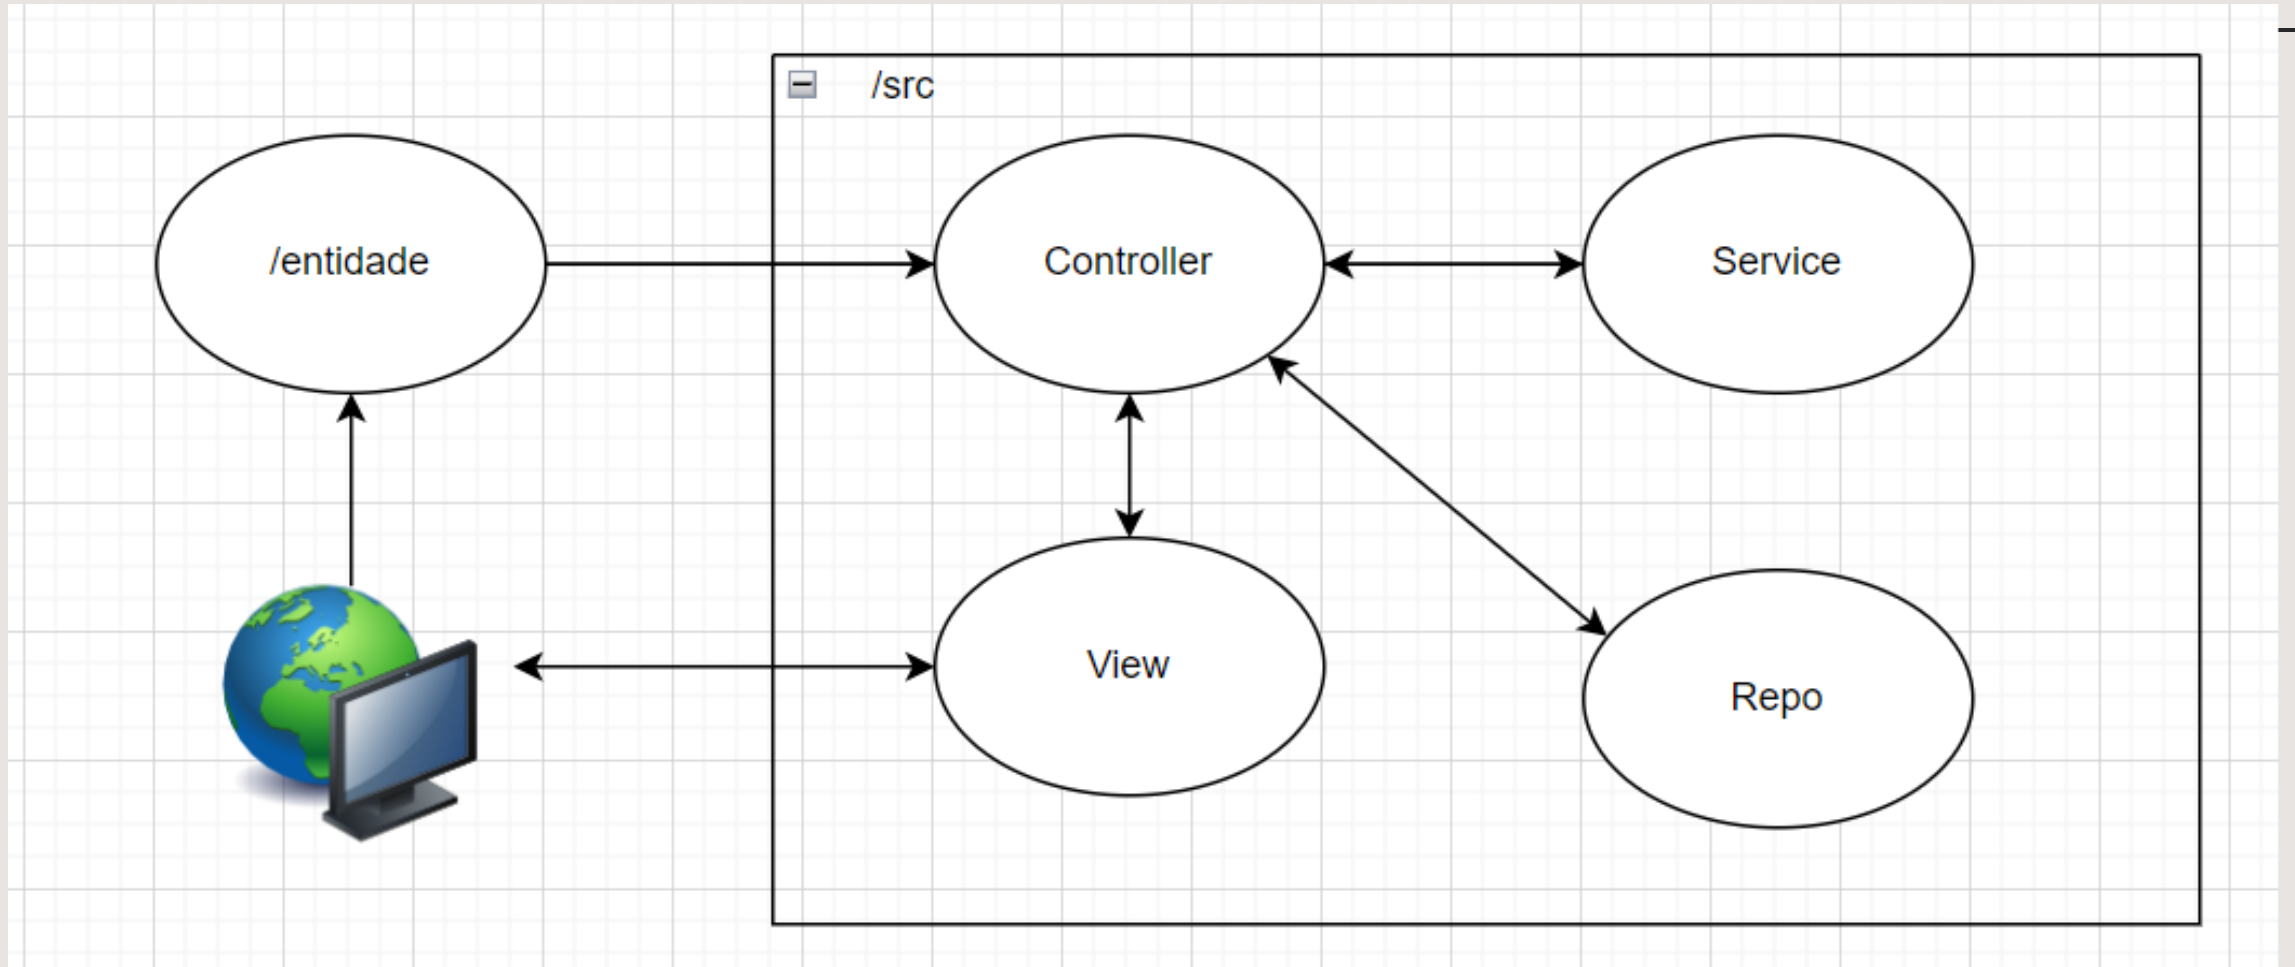 /src
/entidade
Controller
Service
View
Repo